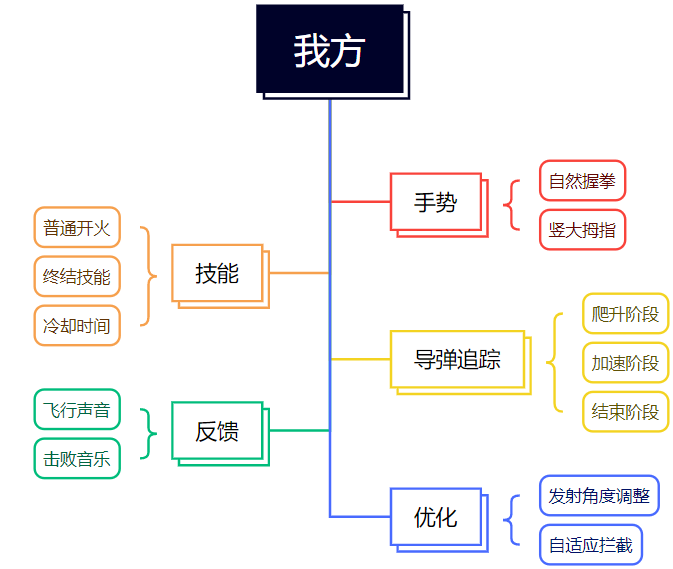 我方
手势
自然握拳
竖大拇指
导弹追踪
爬升阶段
加速阶段
结束阶段
优化
发射角度调整
自适应拦截
技能
普通开火
终结技能
冷却时间
反馈
飞行声音
击败音乐